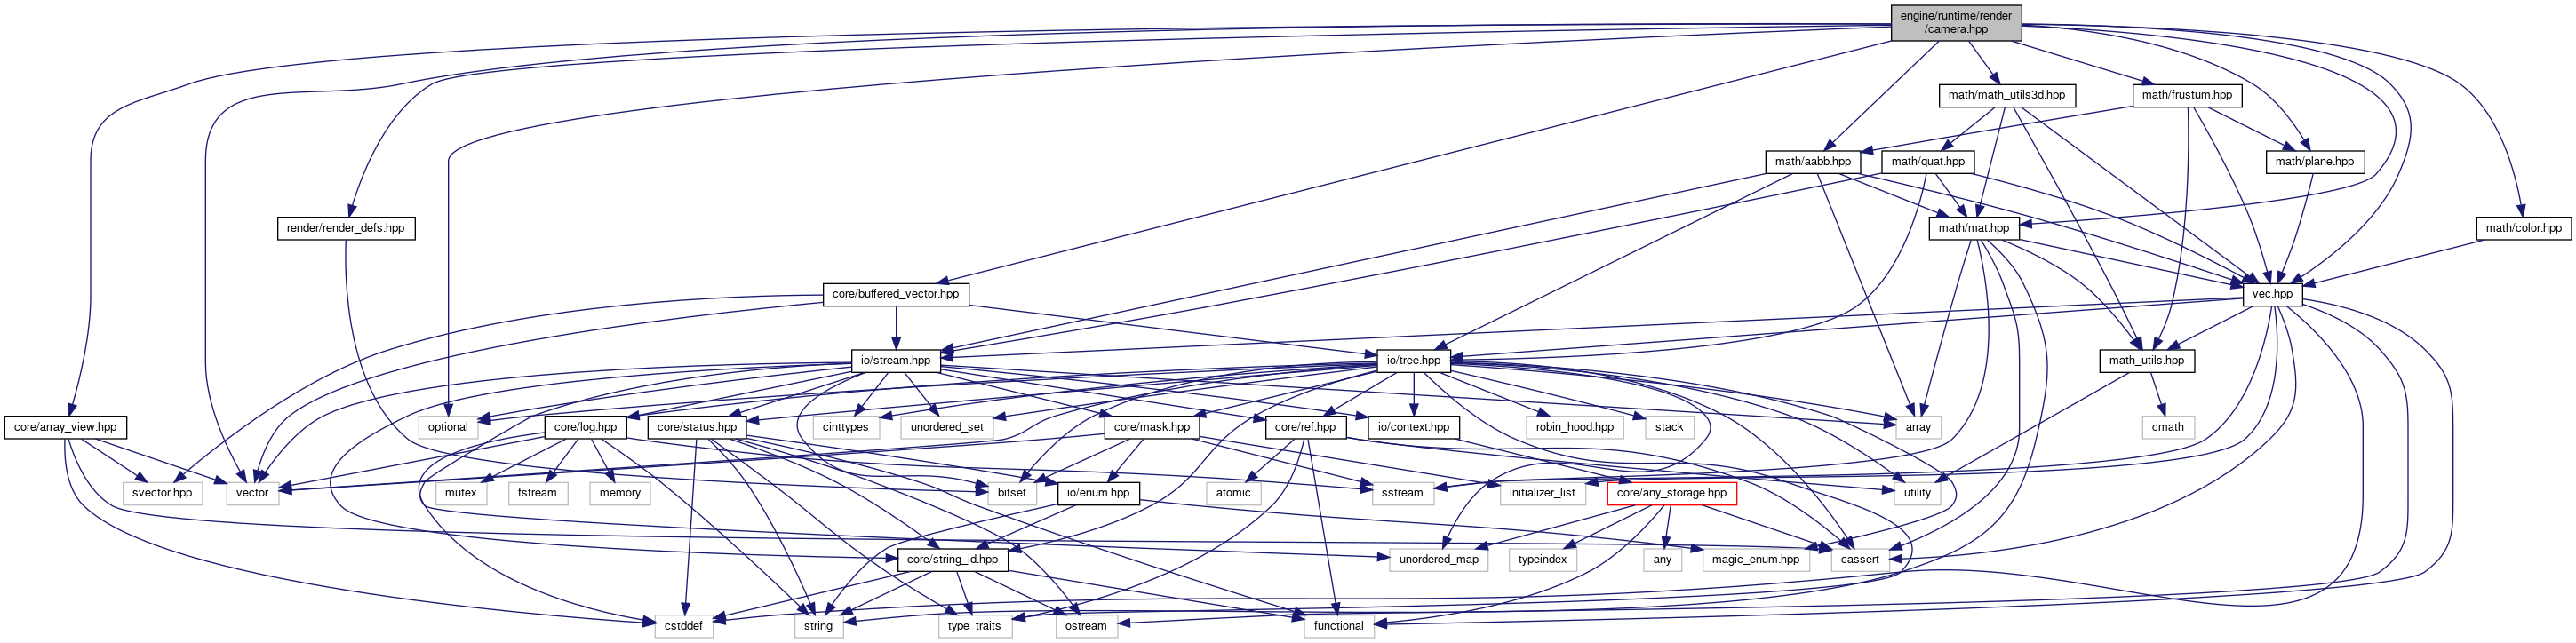 engine/runtime/render
/camera.hpp
math/math_utils3d.hpp
math/frustum.hpp
math/aabb.hpp
math/quat.hpp
math/plane.hpp
render/render_defs.hpp
math/mat.hpp
math/color.hpp
core/buffered_vector.hpp
vec.hpp
io/stream.hpp
io/tree.hpp
math_utils.hpp
core/array_view.hpp
optional
core/log.hpp
core/status.hpp
cinttypes
unordered_set
core/mask.hpp
core/ref.hpp
io/context.hpp
robin_hood.hpp
stack
array
cmath
svector.hpp
vector
mutex
fstream
memory
bitset
io/enum.hpp
atomic
sstream
initializer_list
core/any_storage.hpp
utility
core/string_id.hpp
unordered_map
typeindex
any
magic_enum.hpp
cassert
cstddef
string
type_traits
ostream
functional